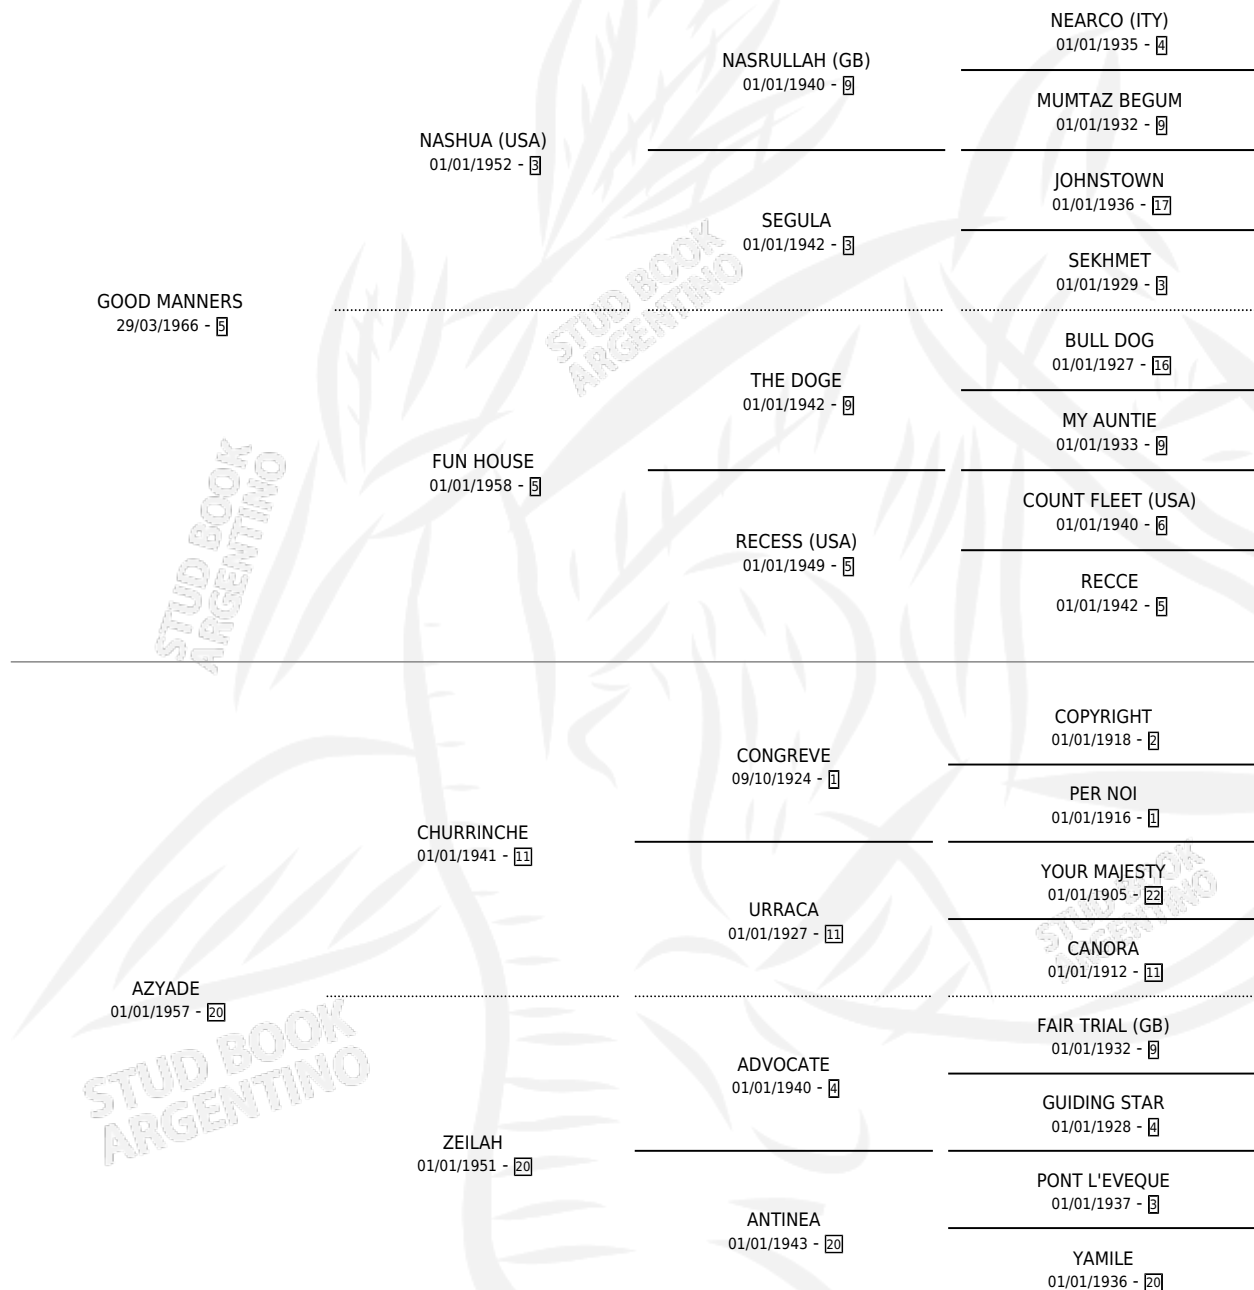 NEARCO (ITY)
01/01/1935 - 4
NASRULLAH (GB)
01/01/1940 - 9
MUMTAZ BEGUM
01/01/1932 - 9
NASHUA (USA)
01/01/1952 - 3
JOHNSTOWN
01/01/1936 - 17
SEGULA
01/01/1942 - 3
SEKHMET
01/01/1929 - 3
GOOD MANNERS
29/03/1966 - 5
BULL DOG
01/01/1927 - 16
THE DOGE
01/01/1942 - 9
MY AUNTIE
01/01/1933 - 9
FUN HOUSE
01/01/1958 - 5
COUNT FLEET (USA)
01/01/1940 - 6
RECESS (USA)
01/01/1949 - 5
RECCE
01/01/1942 - 5
COPYRIGHT
01/01/1918 - 2
CONGREVE
09/10/1924 - 1
PER NOI
01/01/1916 - 1
CHURRINCHE
01/01/1941 - 11
YOUR MAJESTY
01/01/1905 - 22
URRACA
01/01/1927 - 11
CANORA
01/01/1912 - 11
AZYADE
01/01/1957 - 20
FAIR TRIAL (GB)
01/01/1932 - 9
ADVOCATE
01/01/1940 - 4
GUIDING STAR
01/01/1928 - 4
ZEILAH
01/01/1951 - 20
PONT L'EVEQUE
01/01/1937 - 3
ANTINEA
01/01/1943 - 20
YAMILE
01/01/1936 - 20
STUD BOOK
ARGENTINO
STUD BOOK
ARGENTINO
STUD BOOK
ARGENTINO
STUD BOOK
ARGENTINO